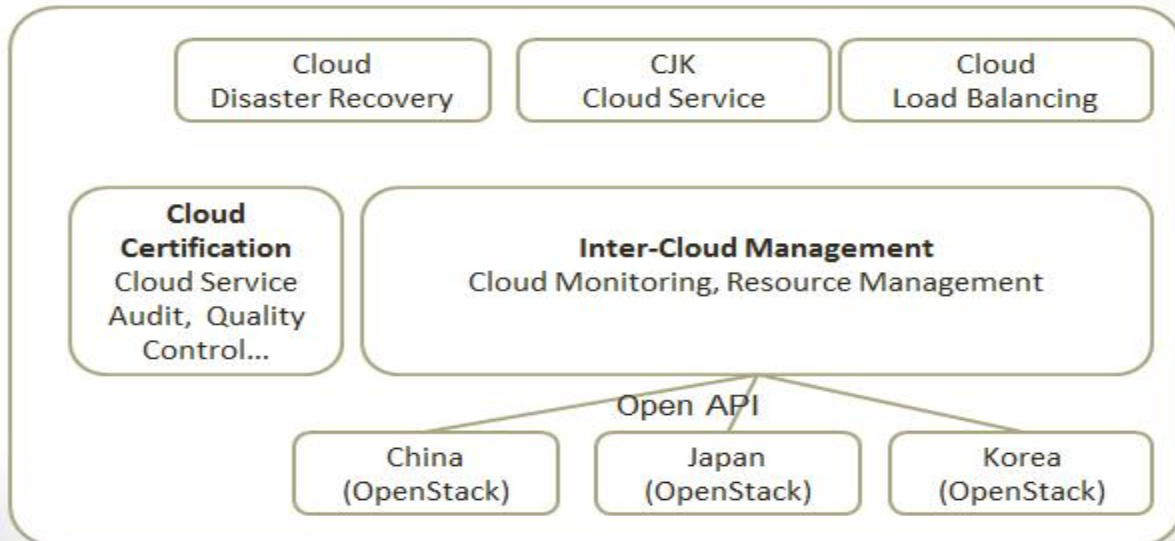 Cloud
Disaster Recovery
CJK
Cloud Service
Cloud
Load Balancing
Cloud
Certification
Cloud Service
Audit, Quality
Control...
Inter-Cloud Management
Cloud Monitoring, Resource Management
Open API
China
(OpenStack)
Japan
(OpenStack)
Korea
(OpenStack)